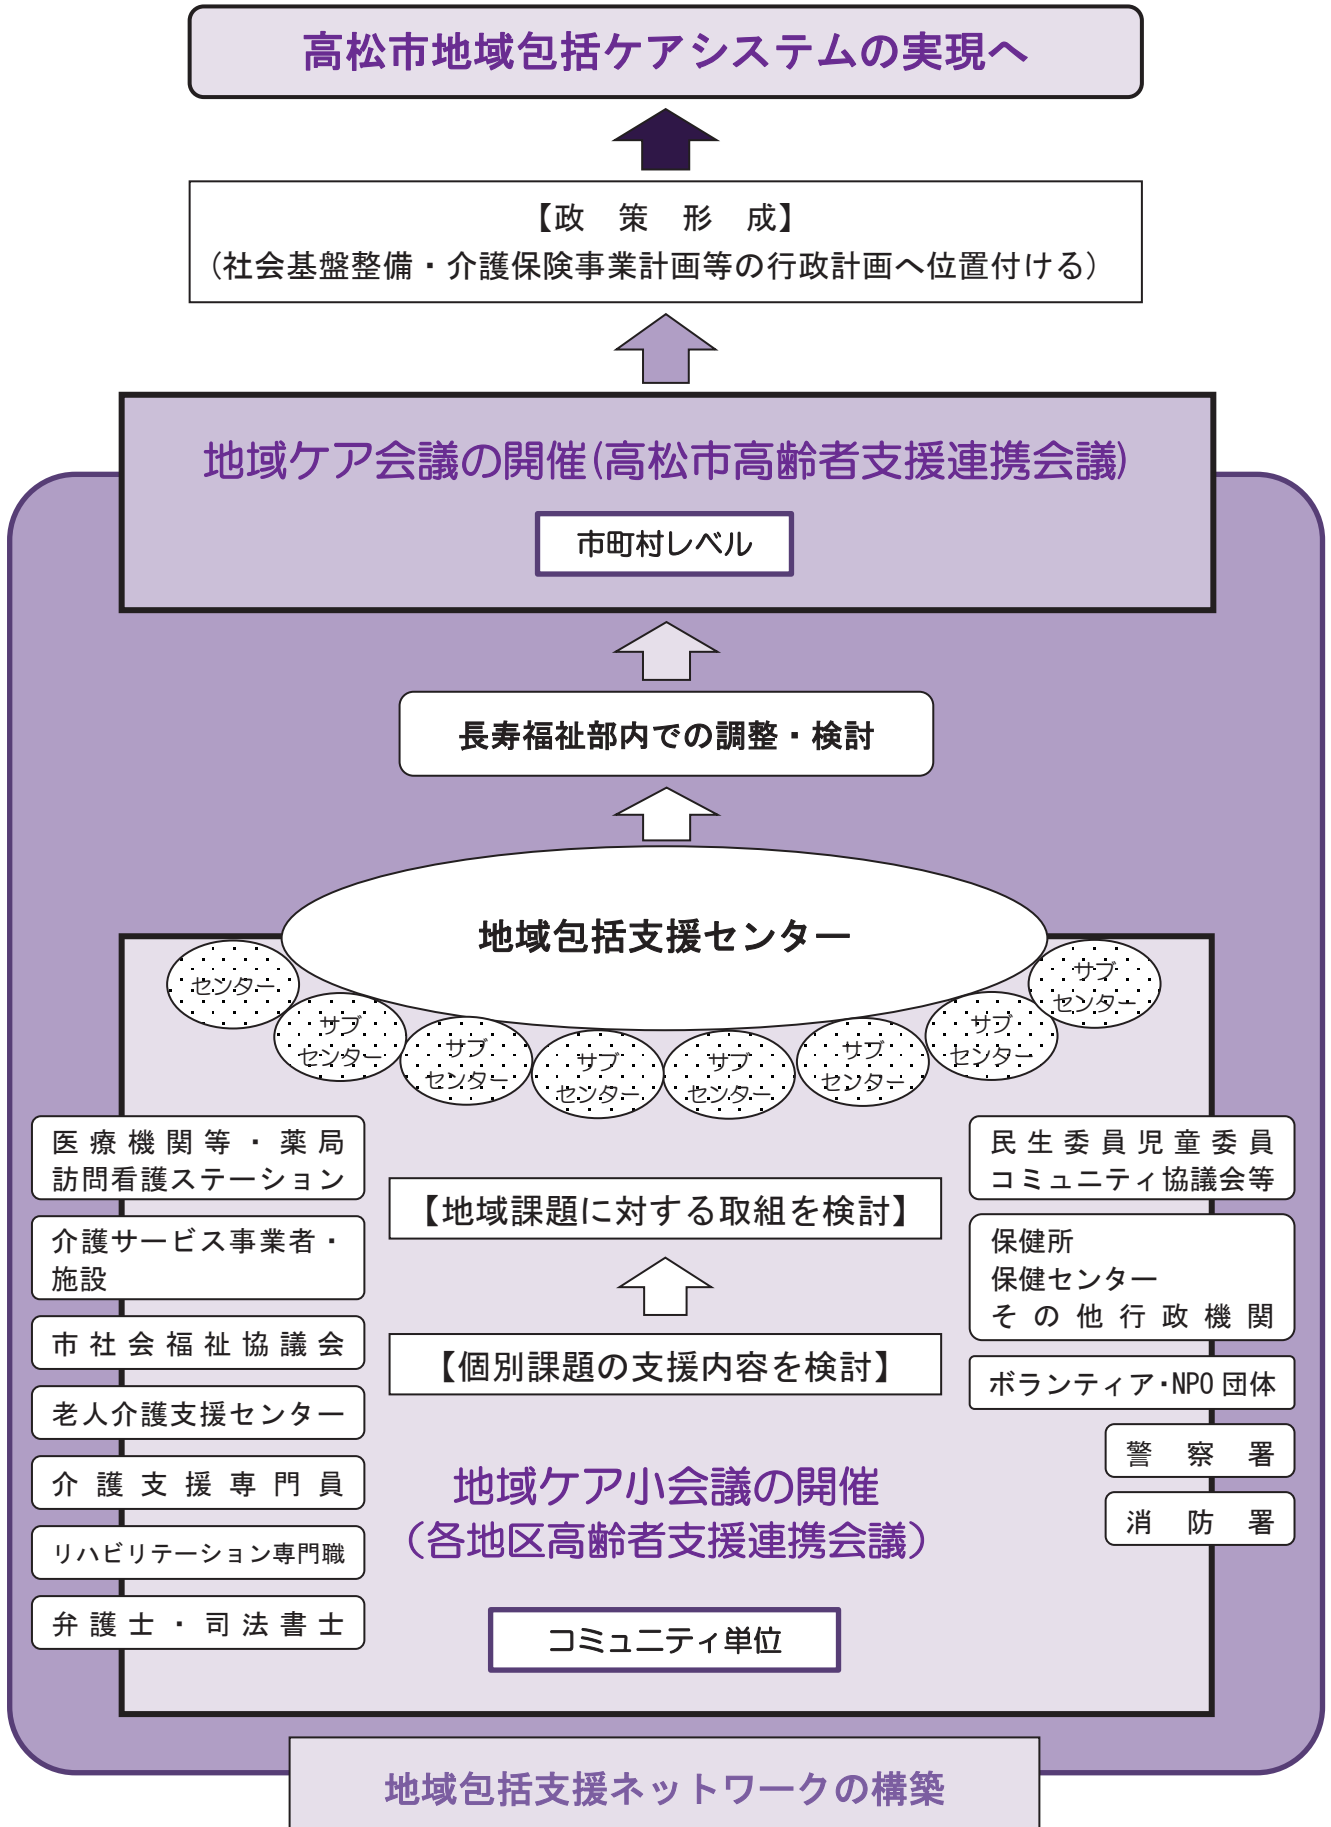 高松市地域包括ケアシステムの実現へ
【政　策　形　成】
（社会基盤整備・介護保険事業計画等の行政計画へ位置付ける）
地域ケア会議の開催(高松市高齢者支援連携会議)
市町村レベル
長寿福祉部内での調整・検討
地域包括支援センター
センター
サブ
センター
サブ
センター
サブ
センター
サブ
センター
サブ
センター
サブ
センター
サブ
センター
医療機関等・薬局
訪問看護ステーション
介護サービス事業者・
施設
市社会福祉協議会
老人介護支援センター
介護支援専門員
リハビリテーション専門職
弁護士・司法書士
【地域課題に対する取組を検討】
【個別課題の支援内容を検討】
地域ケア小会議の開催
（各地区高齢者支援連携会議）
コミュニティ単位
民生委員児童委員
コミュニティ協議会等
保健所
保健センター
その他行政機関
ボランティア・NPO団体
警察署
消防署
地域包括支援ネットワークの構築